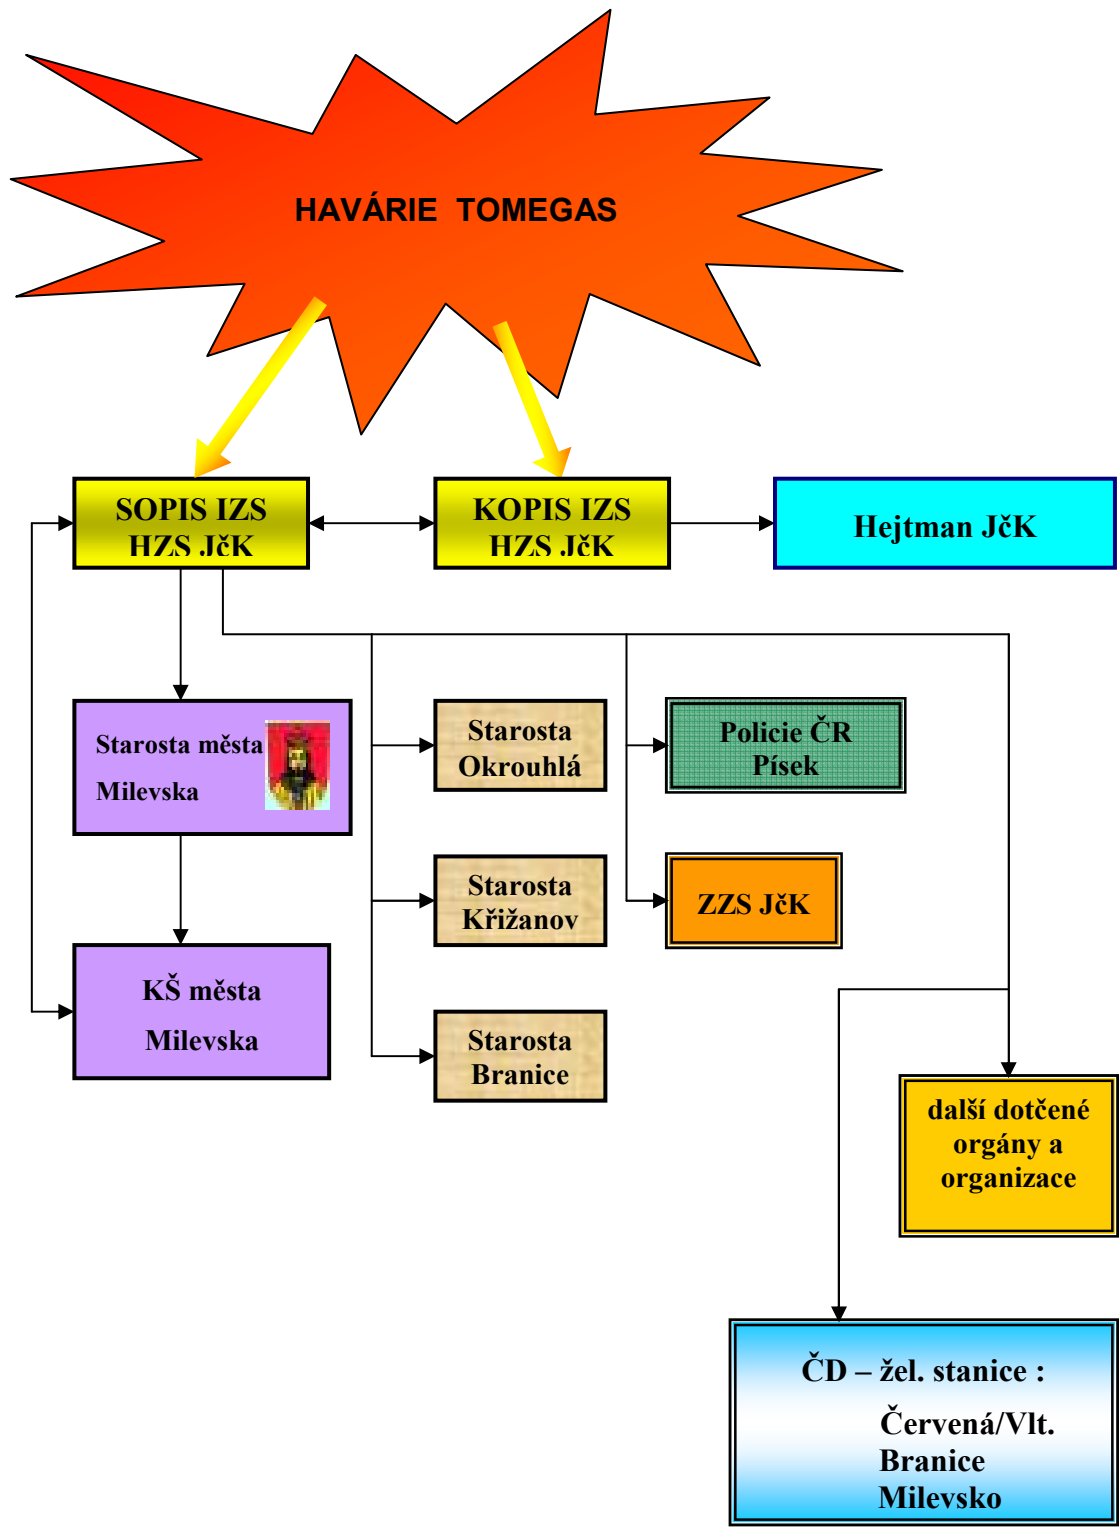 HAVÁRIE TOMEGAS
SOPIS IZS
HZS JčK
KOPIS IZS
HZS JčK
Hejtman JčK
Starosta města
Milevska
Starosta
Okrouhlá
Policie ČR
Písek
Starosta
Křižanov
ZZS JčK
KŠ města
Milevska
Starosta
Branice
další dotčené
orgány a
organizace
ČD – žel. stanice :
Červená/Vlt.
Branice
Milevsko